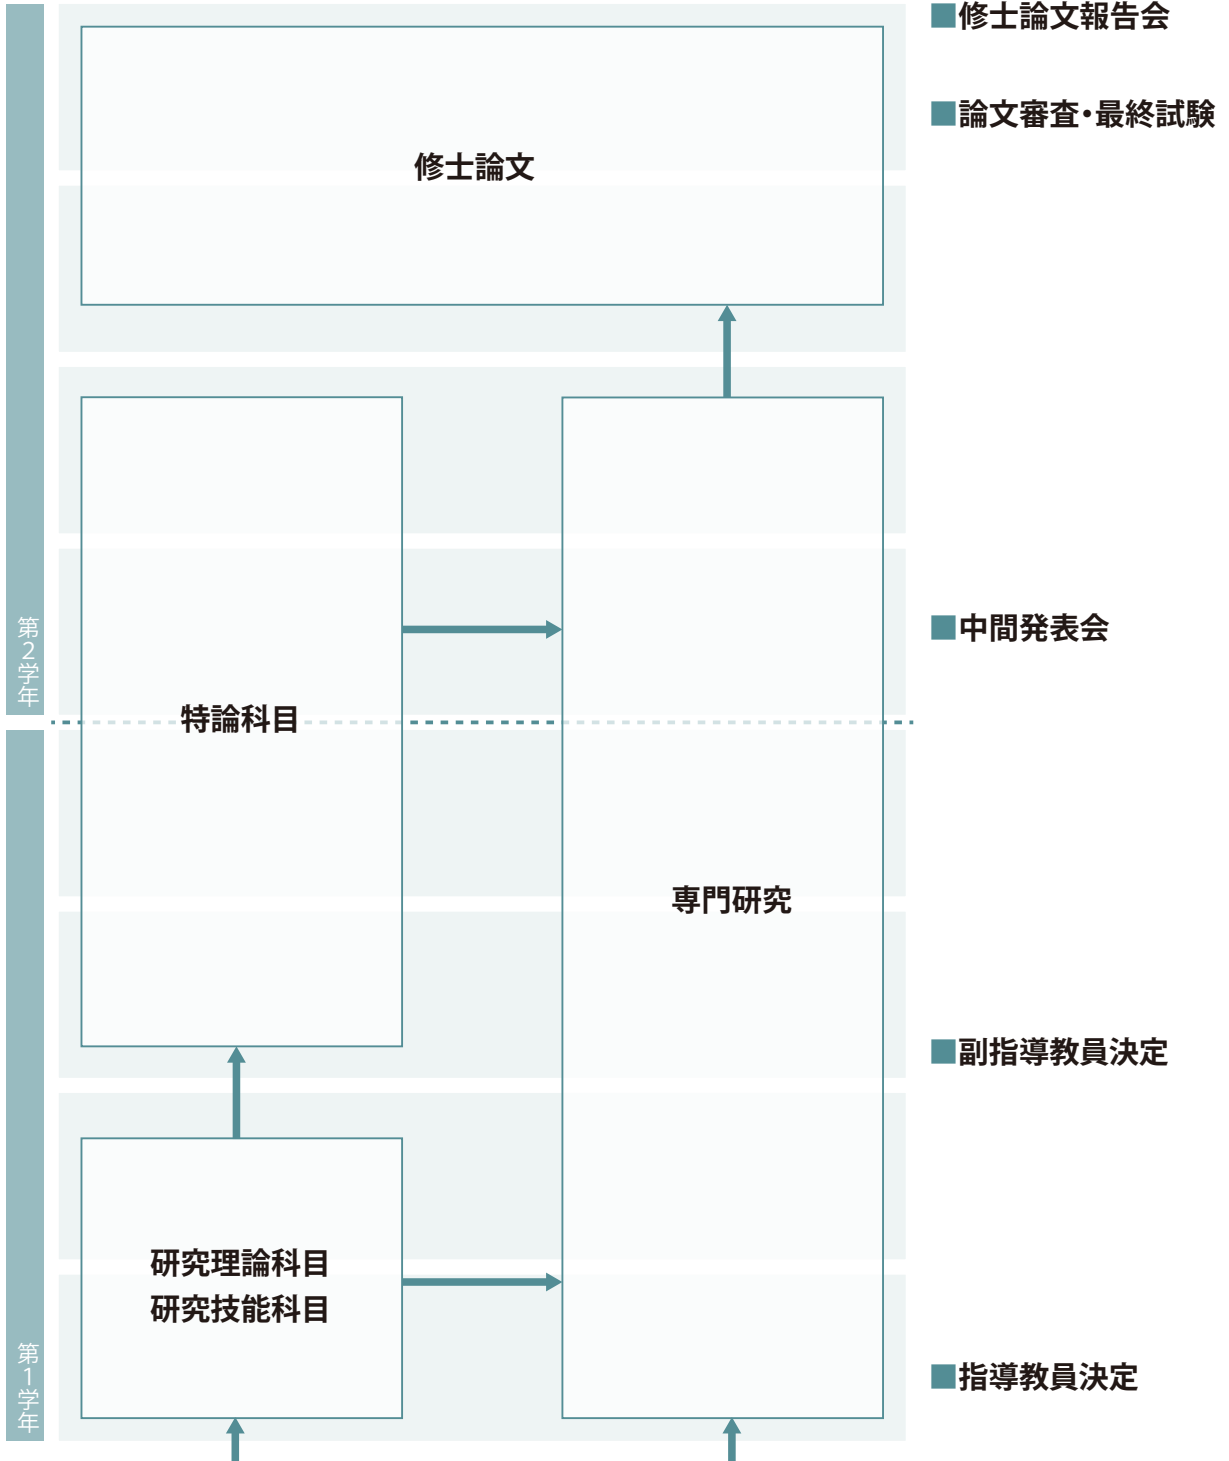 ■修士論文報告会
■論文審査・最終試験
修士論文
第2学年
■中間発表会
特論科目
専門研究
■副指導教員決定
研究理論科目
研究技能科目
第1学年
■指導教員決定